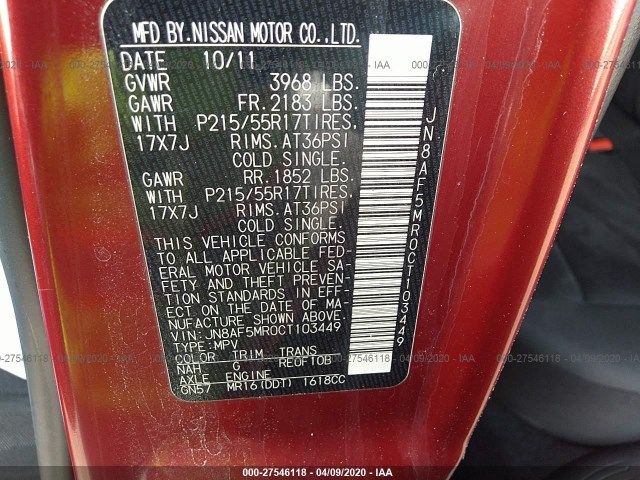 MFD BY.NISSAN MOTOR CO.,LTD.
DATE 10/11
GVWR 3968 LBS.
GAWR FR.2183 LBS.
WITH P215/55R17TIRES,
17X7J RIMS.AT36PSI
COLD SINGLE.
GAWR RR.1852 LBS.
WITH P215/55R17TIRES,
17X7J RIMS.AT36PSI
COLD SINGLE.
THIS VEHICLE CONFORMS
TO ALL APPLICABLE FED-
ERAL MOTOR VEHICLE SA-
FETY AND THEFT PREVEN-
TION STANDARDS IN EFF-
ECT ON THE DATE OF MA-
NUFACTURE SHOWN ABOVE.
VIN:JN8AF5MR0CT103449
TYPE:MPV
COLOR TRIM TRANS
NAH G RE0F10B
AXLE ENGINE
GN57 MR16(DDT) 1618CC
JN8AF5MR0CT103449
000-27546118 - 04/09/2020 - IAA